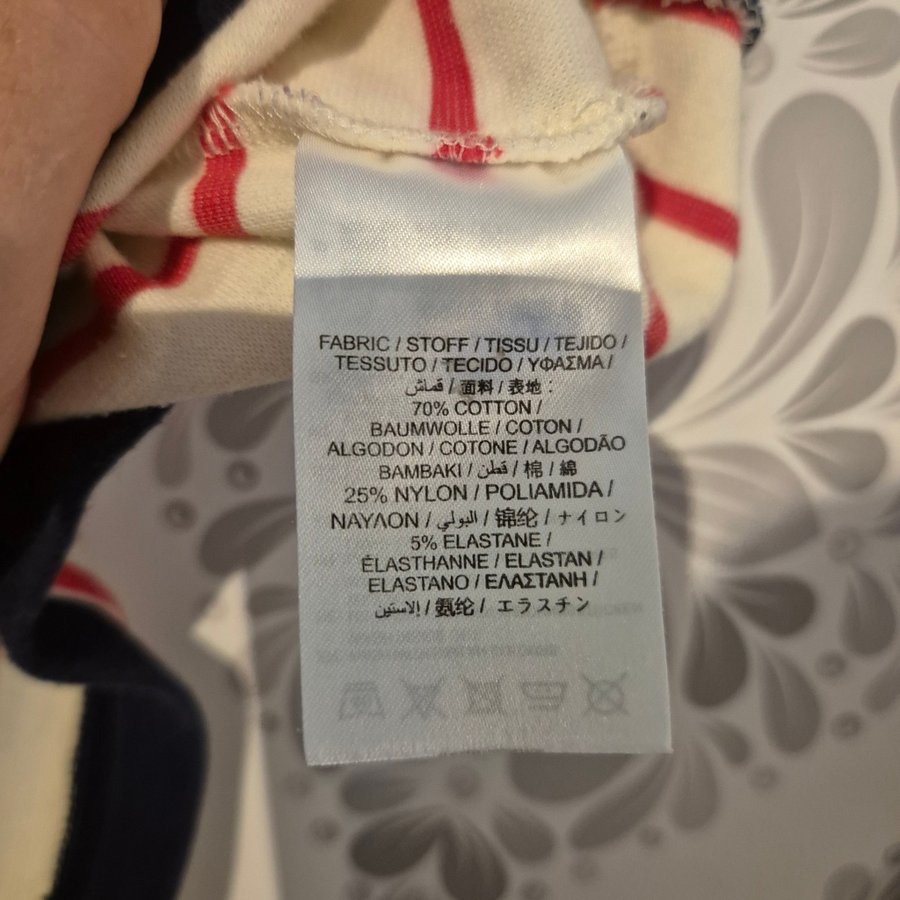 FABRIC / STOFF / TISSU / TEJIDO /
TESSUTO / TECIDO / ΥΦΑΣΜΑ /
قماش / 面料 / 表地 :
70% COTTON /
BAUMWOLLE / COTON /
ALGODON / COTONE / ALGODÃO
BAMBAKI / قطن / 棉 / 綿
25% NYLON / POLIAMIDA /
ΝΑΥΛΟΝ / البولي / 锦纶 / ナイロン
5% ELASTANE /
ÉLASTHANNE / ELASTAN /
ELASTANO / ΕΛΑΣΤΑΝΗ /
الاستين / 氨纶 / エラスチン